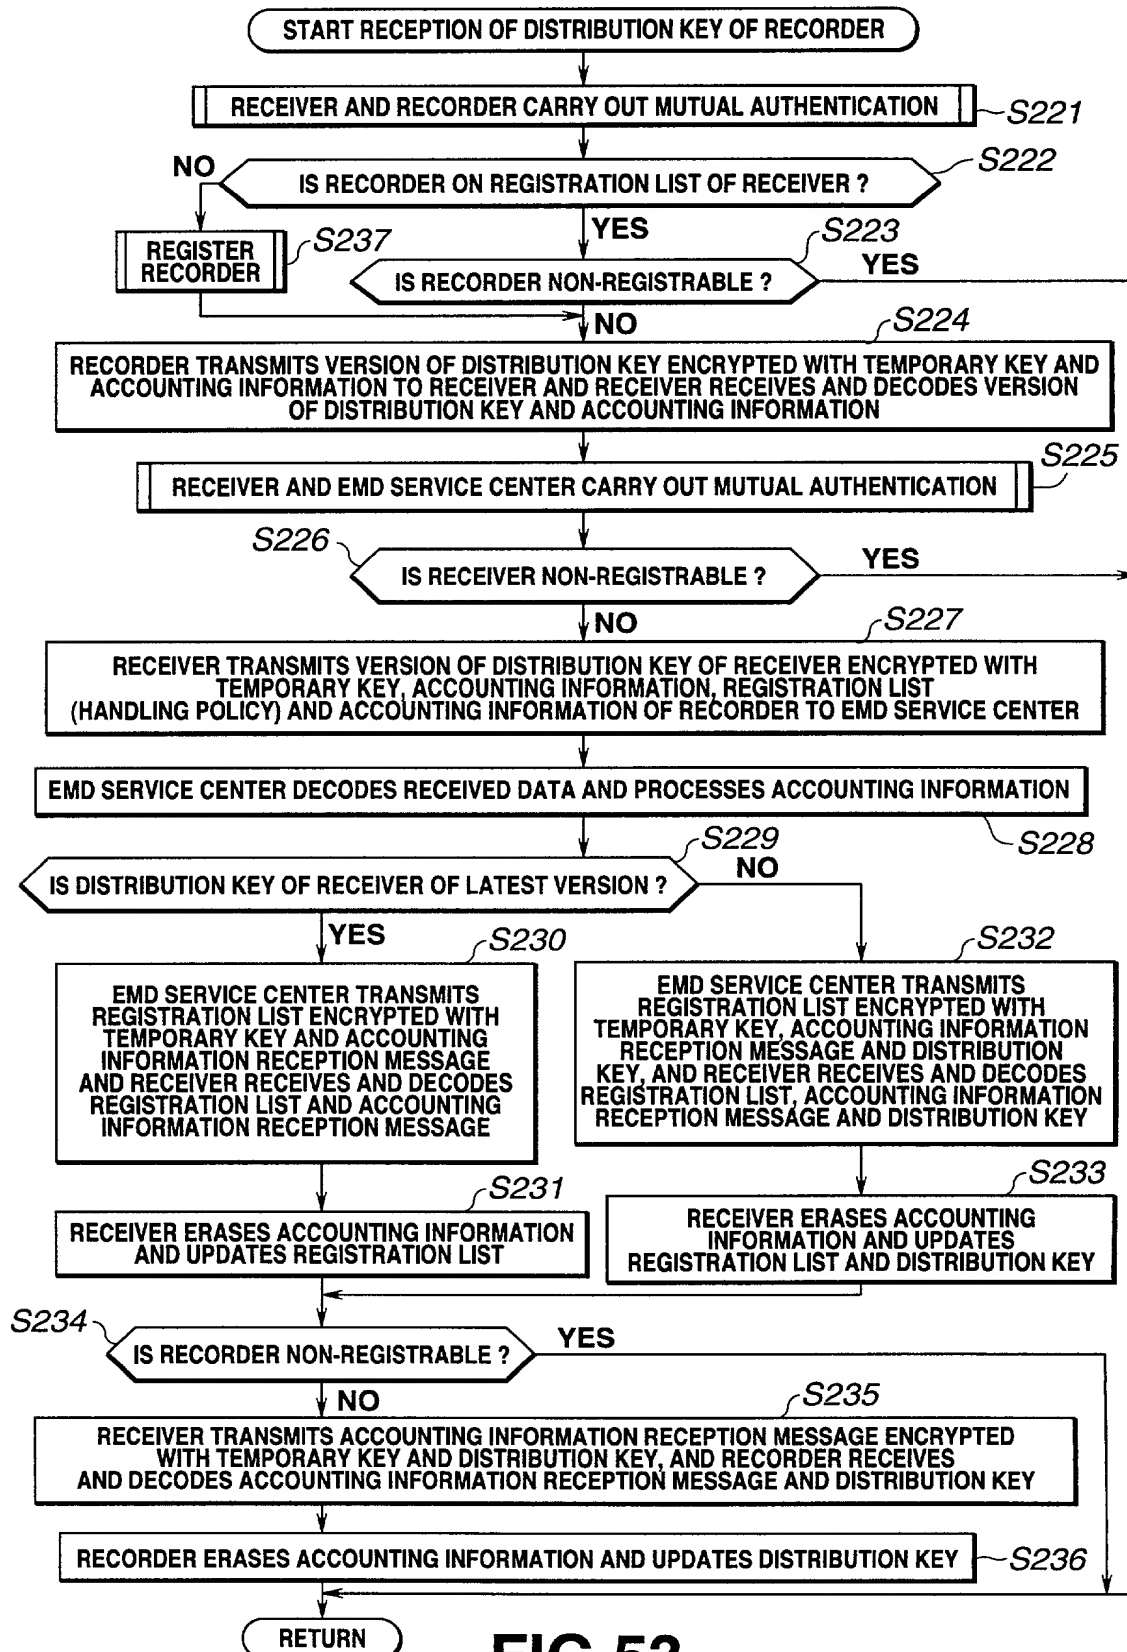 START RECEPTION OF DISTRIBUTION KEY OF RECORDER
RECEIVER AND RECORDER CARRY OUT MUTUAL AUTHENTICATION
S221
NO
S222
IS RECORDER ON REGISTRATION LIST OF RECEIVER ?
YES
REGISTER
RECORDER
S237
S223
IS RECORDER NON-REGISTRABLE ?
YES
NO
S224
RECORDER TRANSMITS VERSION OF DISTRIBUTION KEY ENCRYPTED WITH TEMPORARY KEY AND
ACCOUNTING INFORMATION TO RECEIVER AND RECEIVER RECEIVES AND DECODES VERSION
OF DISTRIBUTION KEY AND ACCOUNTING INFORMATION
S225
RECEIVER AND EMD SERVICE CENTER CARRY OUT MUTUAL AUTHENTICATION
S226
IS RECEIVER NON-REGISTRABLE ?
YES
NO
S227
RECEIVER TRANSMITS VERSION OF DISTRIBUTION KEY OF RECEIVER ENCRYPTED WITH
TEMPORARY KEY, ACCOUNTING INFORMATION, REGISTRATION LIST
(HANDLING POLICY) AND ACCOUNTING INFORMATION OF RECORDER TO EMD SERVICE CENTER
EMD SERVICE CENTER DECODES RECEIVED DATA AND PROCESSES ACCOUNTING INFORMATION
S228
S229
IS DISTRIBUTION KEY OF RECEIVER OF LATEST VERSION ?
NO
YES
S230
EMD SERVICE CENTER TRANSMITS
REGISTRATION LIST ENCRYPTED WITH
TEMPORARY KEY AND ACCOUNTING
INFORMATION RECEPTION MESSAGE
AND RECEIVER RECEIVES AND DECODES
REGISTRATION LIST AND ACCOUNTING
INFORMATION RECEPTION MESSAGE
S232
EMD SERVICE CENTER TRANSMITS
REGISTRATION LIST ENCRYPTED WITH
TEMPORARY KEY, ACCOUNTING INFORMATION
RECEPTION MESSAGE AND DISTRIBUTION
KEY, AND RECEIVER RECEIVES AND DECODES
REGISTRATION LIST, ACCOUNTING INFORMATION
RECEPTION MESSAGE AND DISTRIBUTION KEY
S231
RECEIVER ERASES ACCOUNTING INFORMATION
AND UPDATES REGISTRATION LIST
S233
RECEIVER ERASES ACCOUNTING
INFORMATION AND UPDATES
REGISTRATION LIST AND DISTRIBUTION KEY
S234
IS RECORDER NON-REGISTRABLE ?
YES
NO
S235
RECEIVER TRANSMITS ACCOUNTING INFORMATION RECEPTION MESSAGE ENCRYPTED
WITH TEMPORARY KEY AND DISTRIBUTION KEY, AND RECORDER RECEIVES
AND DECODES ACCOUNTING INFORMATION RECEPTION MESSAGE AND DISTRIBUTION KEY
RECORDER ERASES ACCOUNTING INFORMATION AND UPDATES DISTRIBUTION KEY
S236
RETURN